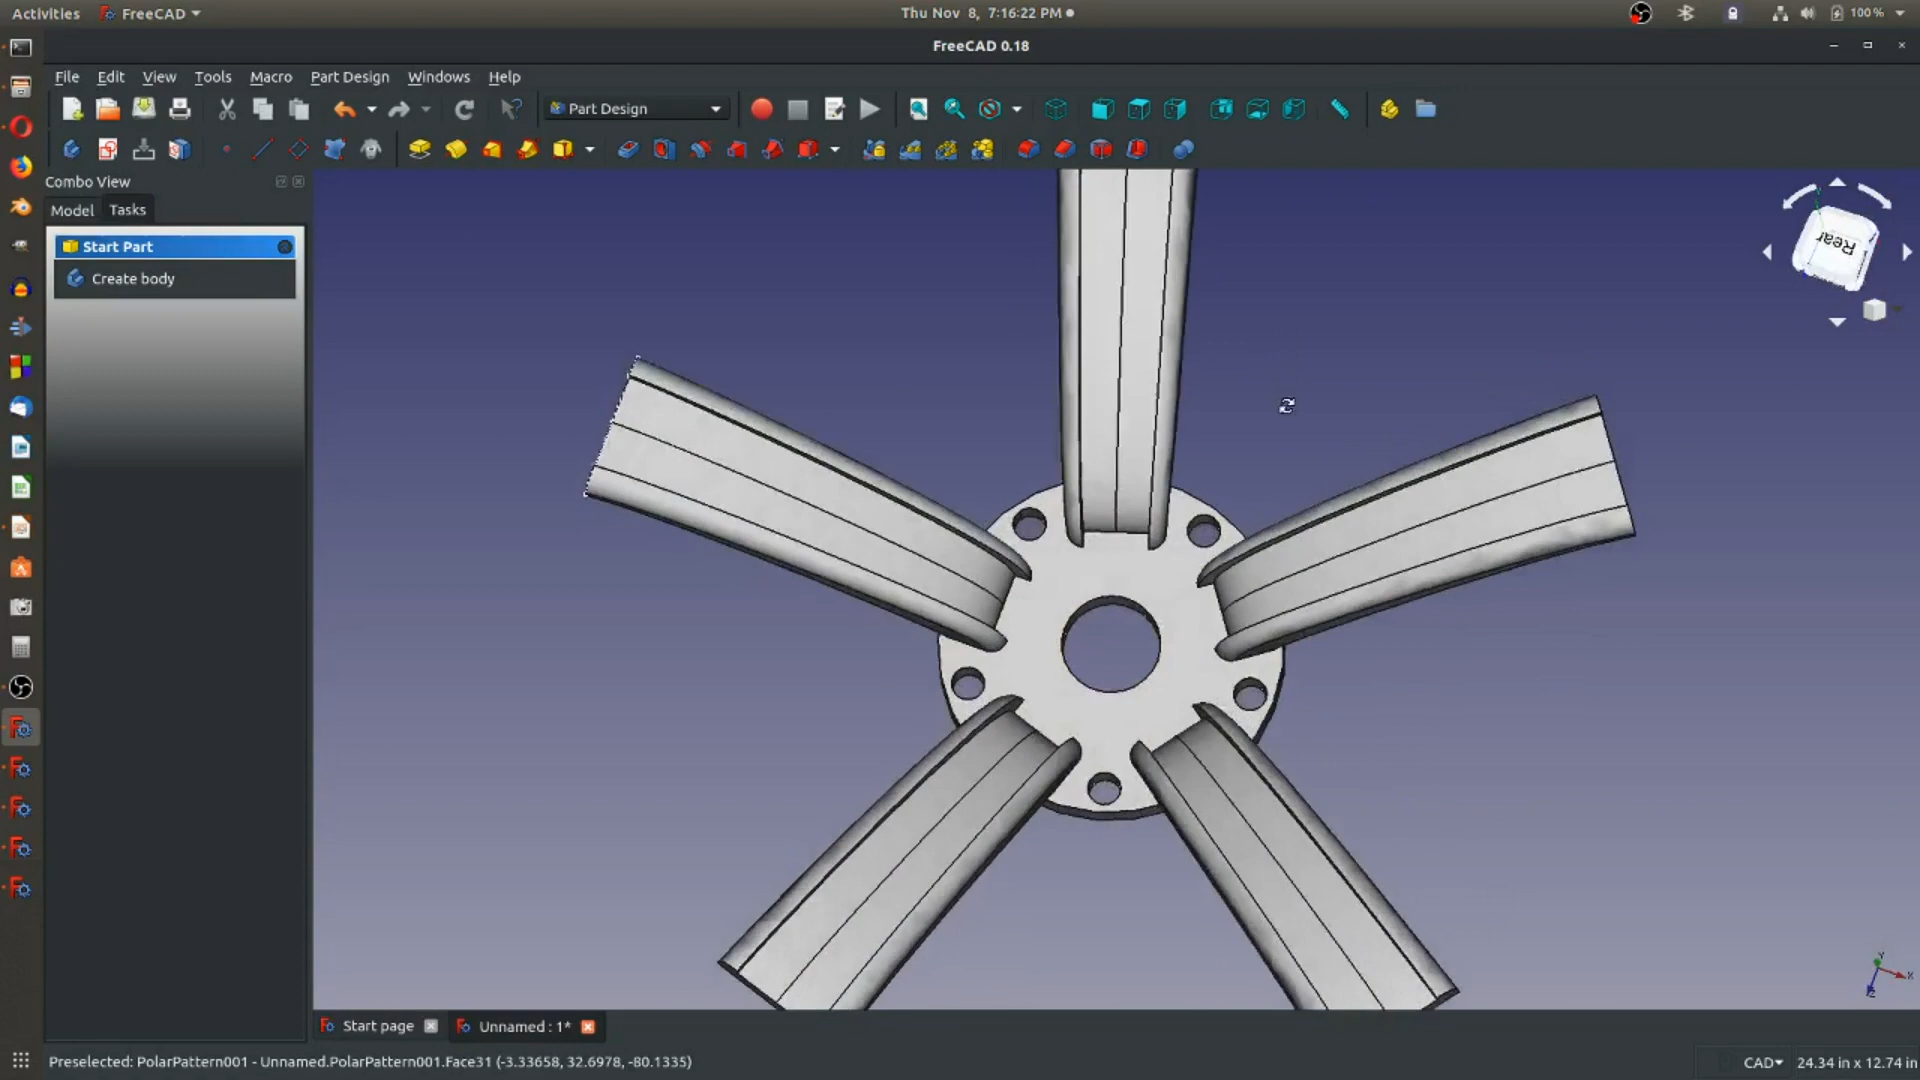 Activities FreeCAD Thu Nov 8, 7:16:22 PM 100%
FreeCAD 0.18
File Edit View Tools Macro Part Design Windows Help
Part Design
Combo View
Model Tasks
Start Part
Create body
Rear
Y
X
Z
Start page Unnamed : 1*
Preselected: PolarPattern001 - Unnamed.PolarPattern001.Face31 (-3.33658, 32.6978, -80.1335) CAD 24.34 in x 12.74 in